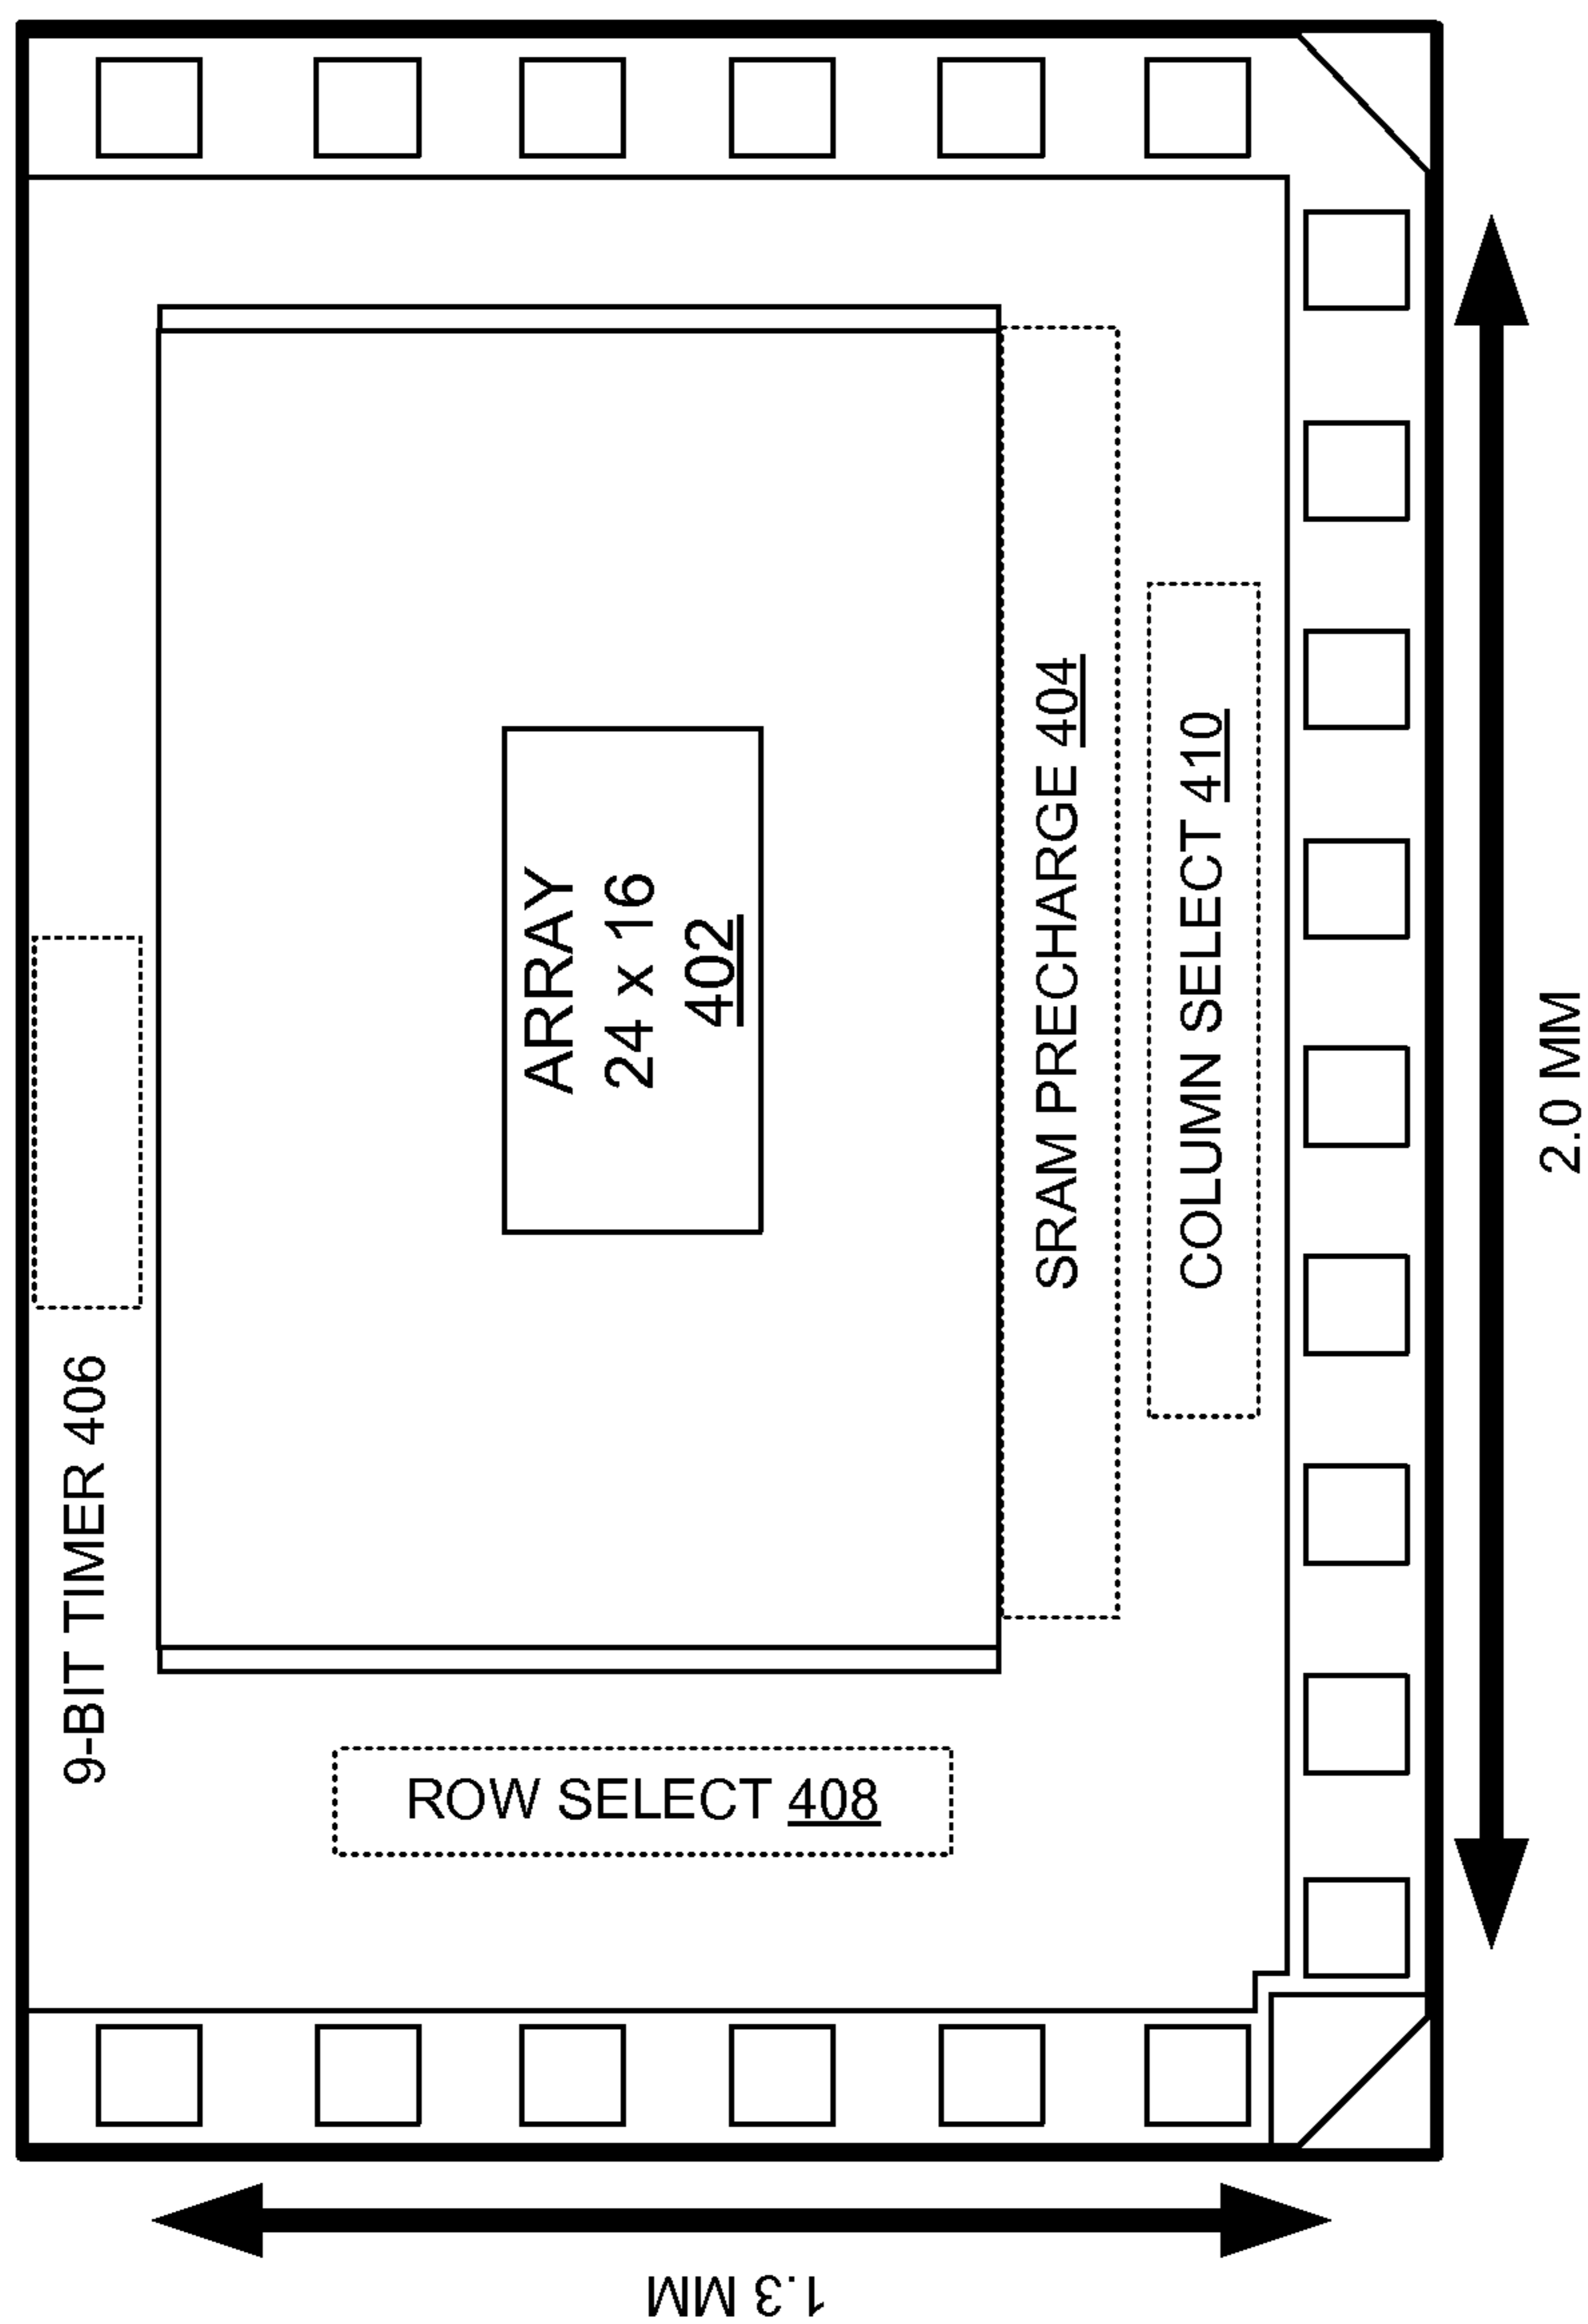 9-BIT TIMER 406
ARRAY
24 x 16
402
SRAM PRECHARGE 404
COLUMN SELECT 410
ROW SELECT 408
2.0 MM
1.3 MM